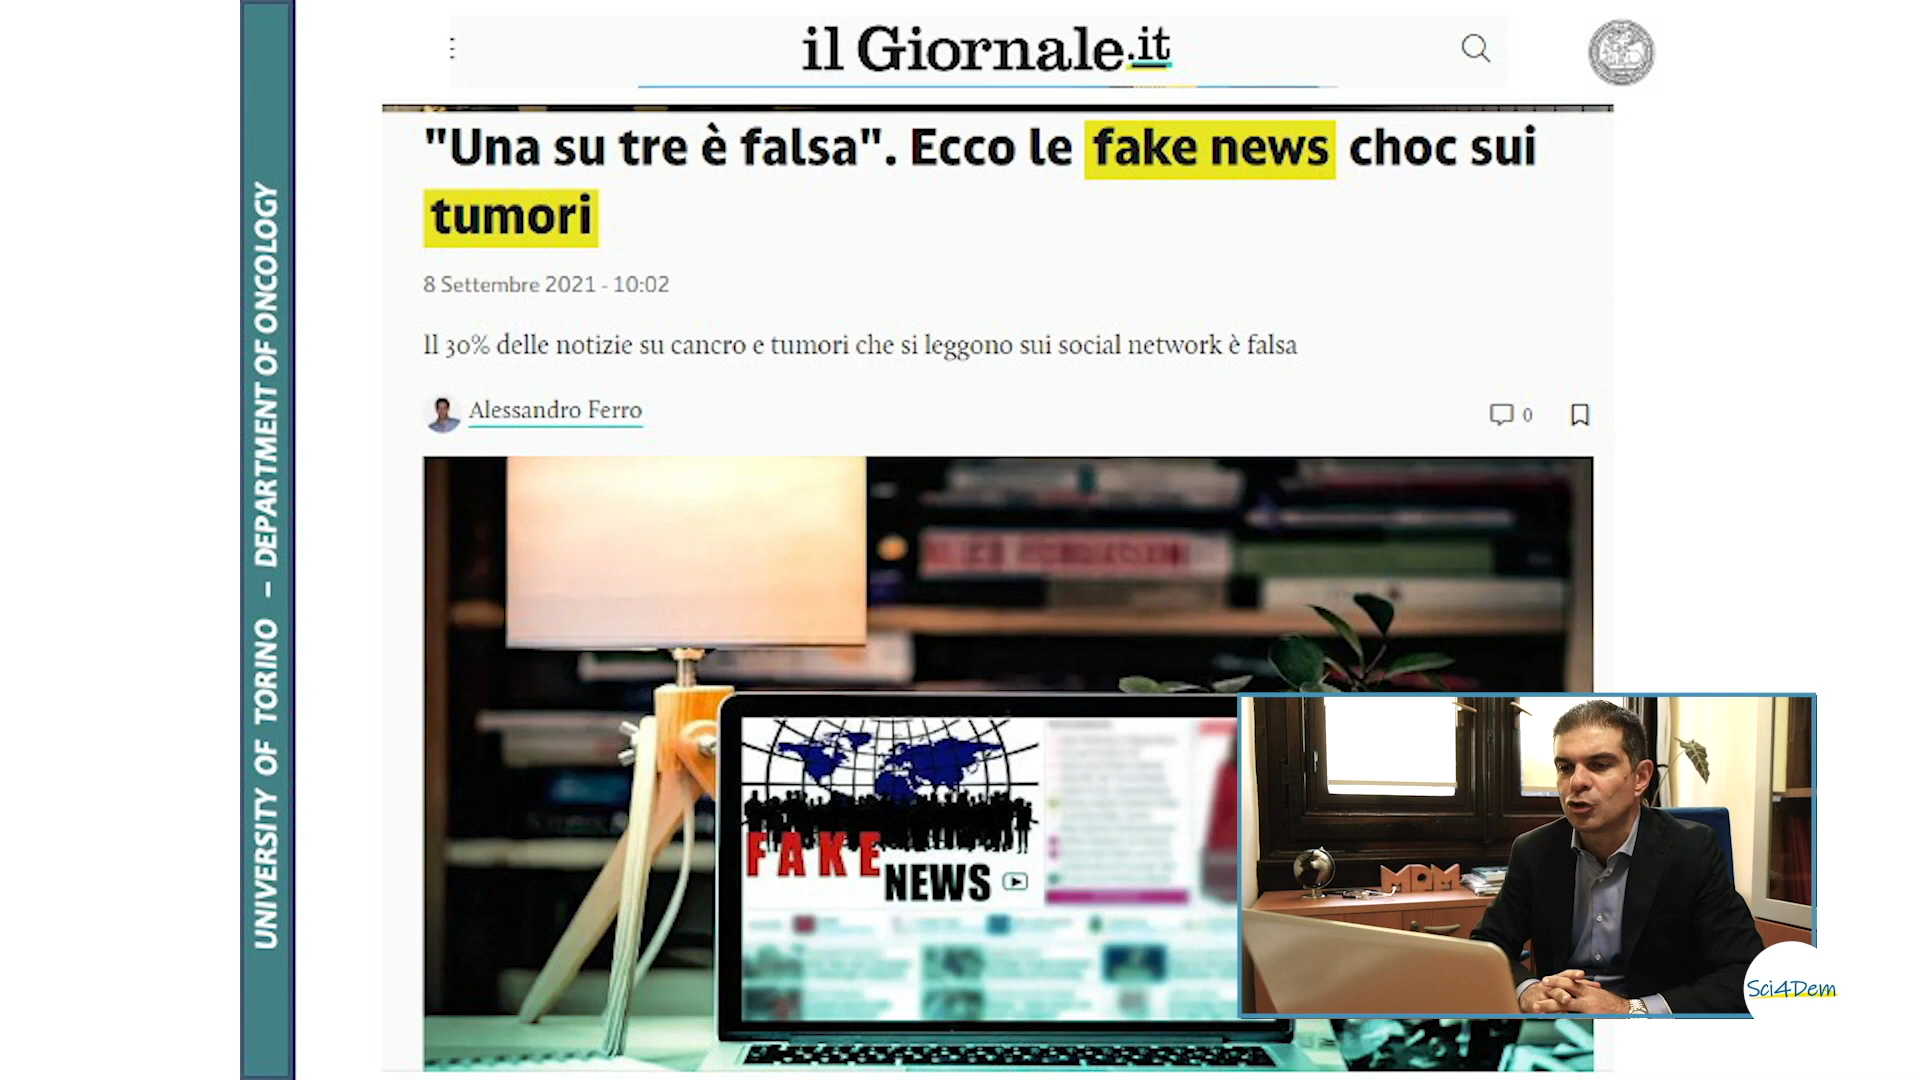 UNIVERSITY OF TORINO – DEPARTMENT OF ONCOLOGY
il Giornale.it
"Una su tre è falsa". Ecco le fake news choc sui
tumori
8 Settembre 2021 - 10:02
Il 30% delle notizie su cancro e tumori che si leggono sui social network è falsa
Alessandro Ferro
0
FAKE
NEWS
MDM
Sci4Dem